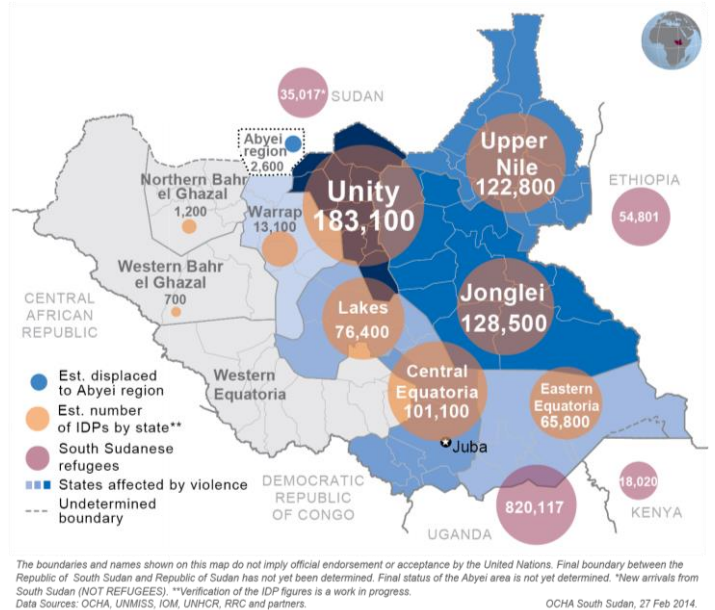 35,017*
SUDAN
Abyei
region
2,600
Upper
Nile
122,800
ETHIOPIA
54,801
Northern Bahr
el Ghazal
1,200
Unity
183,100
Warrap
13,100
Western Bahr
el Ghazal
700
CENTRAL
AFRICAN
REPUBLIC
Lakes
76,400
Jonglei
128,500
Western
Equatoria
Central
Equatoria
101,100
Eastern
Equatoria
65,800
Juba
DEMOCRATIC
REPUBLIC
OF CONGO
UGANDA
820,117
18,020
KENYA
Est. displaced
to Abyei region
Est. number
of IDPs by state**
South Sudanese
refugees
States affected by violence
Undetermined
boundary
The boundaries and names shown on this map do not imply official endorsement or acceptance by the United Nations. Final boundary between the
Republic of South Sudan and Republic of Sudan has not yet been determined. Final status of the Abyei area is not yet determined. *New arrivals from
South Sudan (NOT REFUGEES). **Verification of the IDP figures is a work in progress.
Data Sources: OCHA, UNMISS, IOM, UNHCR, RRC and partners.
OCHA South Sudan, 27 Feb 2014.